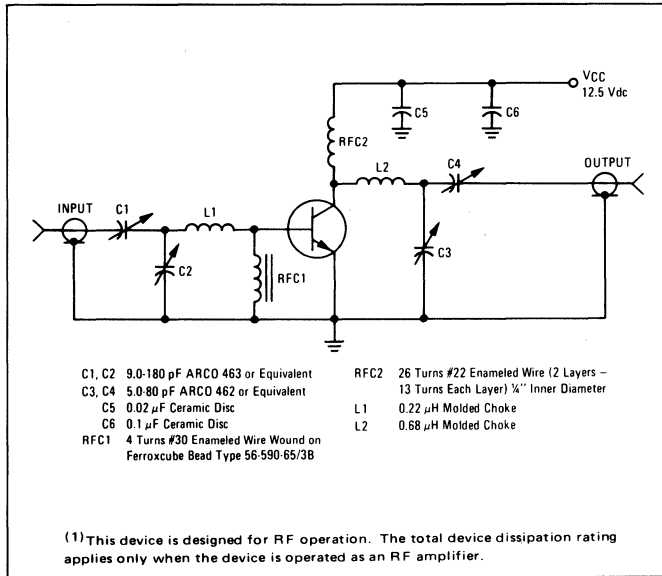 VCC
12.5 Vdc
C5
C6
RFC2
L2
C4
OUTPUT
INPUT
C1
L1
C2
RFC1
C3
C1, C2 9.0-180 pF ARCO 463 or Equivalent
C3, C4 5.0-80 pF ARCO 462 or Equivalent
C5 0.02 μF Ceramic Disc
C6 0.1 μF Ceramic Disc
RFC1 4 Turns #30 Enameled Wire Wound on
Ferroxcube Bead Type 56-590-65/3B
RFC2 26 Turns #22 Enameled Wire (2 Layers –
13 Turns Each Layer) ¼" Inner Diameter
L1 0.22 μH Molded Choke
L2 0.68 μH Molded Choke
(1)This device is designed for RF operation. The total device dissipation rating
applies only when the device is operated as an RF amplifier.